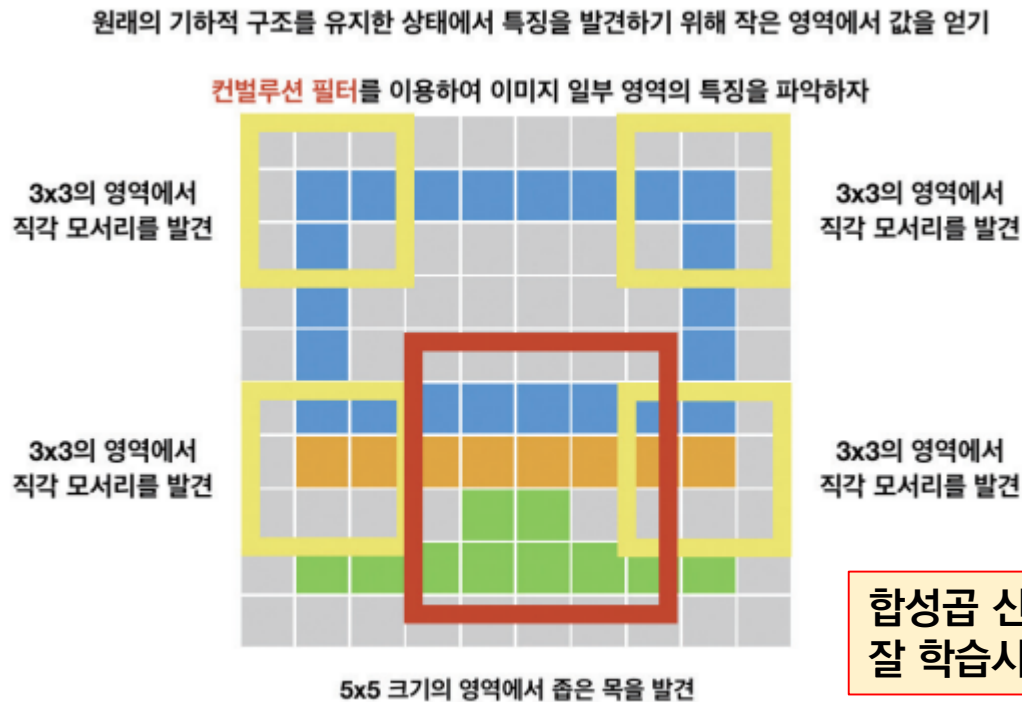 원래의 기하적 구조를 유지한 상태에서 특징을 발견하기 위해 작은 영역에서 값을 얻기
컨벌루션 필터를 이용하여 이미지 일부 영역의 특징을 파악하자
3x3의 영역에서
직각 모서리를 발견
3x3의 영역에서
직각 모서리를 발견
3x3의 영역에서
직각 모서리를 발견
3x3의 영역에서
직각 모서리를 발견
합성곱
잘 학습시
5x5 크기의 영역에서 좁은 목을 발견